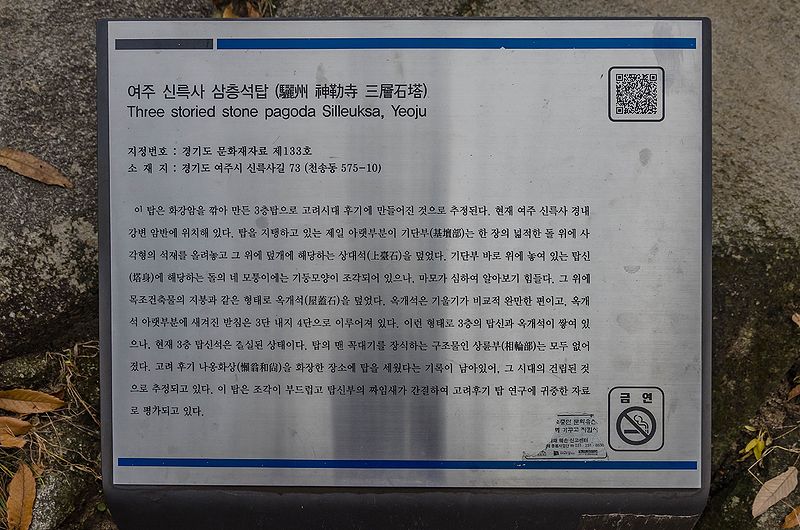 여주 신륵사 삼층석탑 (驪州 神勒寺 三層石塔)
Three storied stone pagoda Silleuksa, Yeoju
지정번호 : 경기도 문화재자료 제133호
소 재 지 : 경기도 여주시 신륵사길 73 (천송동 575-10)
이 탑은 화강암을 깎아 만든 3층탑으로 고려시대 후기에 만들어진 것으로 추정된다. 현재 여주 신륵사 경내
강변 암반에 위치해 있다. 탑을 지탱하고 있는 제일 아랫부분이 기단부(基壇部)는 한 장의 넓적한 돌 위에 사
각형의 석재를 올려놓고 그 위에 덮개에 해당하는 상대석(上臺石)을 덮었다. 기단부 바로 위에 놓여 있는 탑신
(塔身)에 해당하는 돌의 네 모퉁이에는 기둥모양이 조각되어 있으나, 마모가 심하여 알아보기 힘들다. 그 위에
목조건축물의 지붕과 같은 형태로 옥개석(屋蓋石)을 덮었다. 옥개석은 기울기가 비교적 완만한 편이고, 옥개
석 아랫부분에 새겨진 받침은 3단 내지 4단으로 이루어져 있다. 이런 형태로 3층의 탑신과 옥개석이 쌓여 있
으나, 현재 3층 탑신석은 결실된 상태이다. 탑의 맨 꼭대기를 장식하는 구조물인 상륜부(相輪部)는 모두 없어
졌다. 고려 후기 나옹화상(懶翁和尙)을 화장한 장소에 탑을 세웠다는 기록이 남아있어, 그 시대의 건립된 것
으로 추정되고 있다. 이 탑은 조각이 부드럽고 탑신부의 짜임새가 간결하여 고려후기 탑 연구에 귀중한 자료
로 평가되고 있다.
금 연